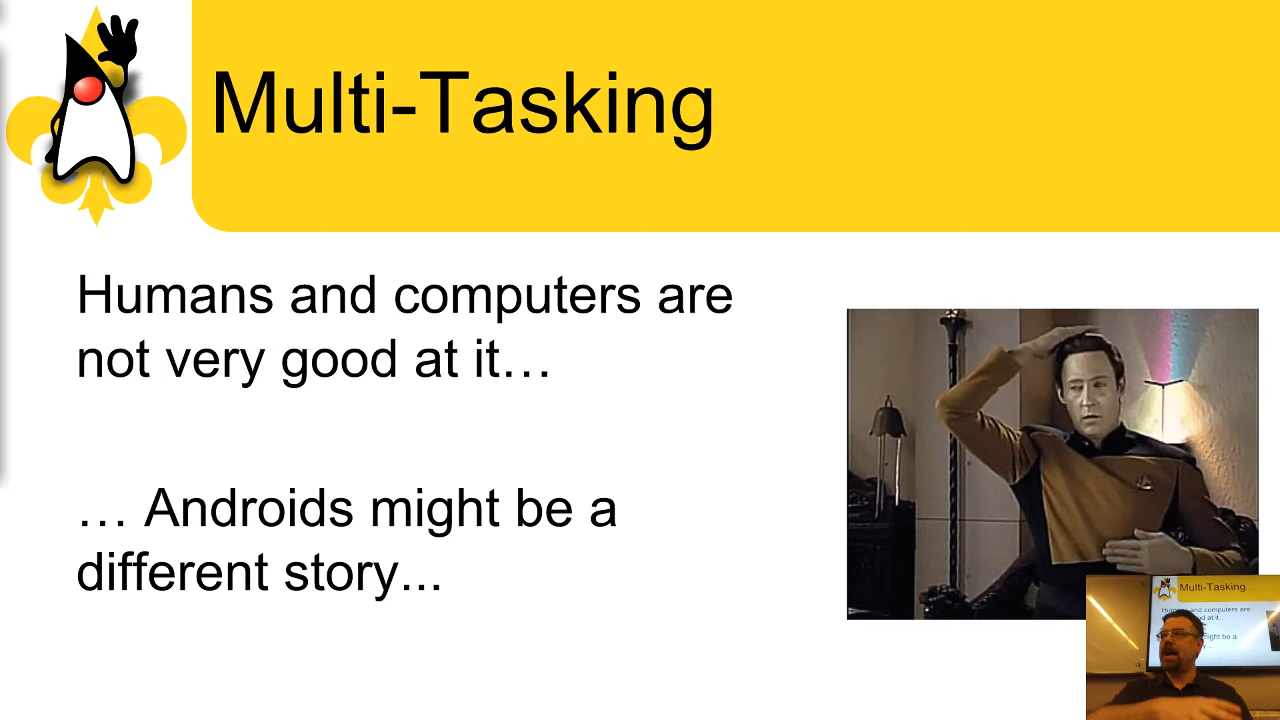 Multi-Tasking
Humans and computers are
not very good at it…
… Androids might be a
different story...
Multi-Tasking